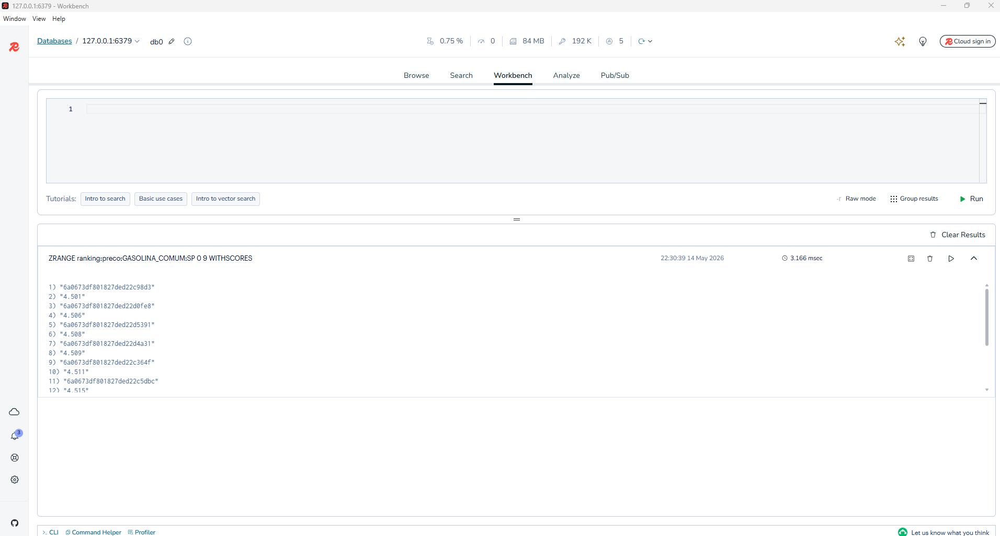 127.0.0.1:6379 - Workbench
Window View Help
Databases / 127.0.0.1:6379 db0 0.75 % 0 84 MB 192 K 5 Cloud sign in
Browse Search Workbench Analyze Pub/Sub
1
Tutorials: Intro to search Basic use cases Intro to vector search -r Raw mode Group results Run
Clear Results
ZRANGE ranking:preco:GASOLINA_COMUM:SP 0 9 WITHSCORES 22:30:39 14 May 2026 3.166 msec
1) "6a0673df801827ded22c98d3"
2) "4.501"
3) "6a0673df801827ded22d0fe8"
4) "4.506"
5) "6a0673df801827ded22d5391"
6) "4.508"
7) "6a0673df801827ded22d4a31"
8) "4.509"
9) "6a0673df801827ded22c364f"
10) "4.511"
11) "6a0673df801827ded22c5dbc"
12) "4.515"
3
>_ CLI Command Helper Profiler Let us know what you think